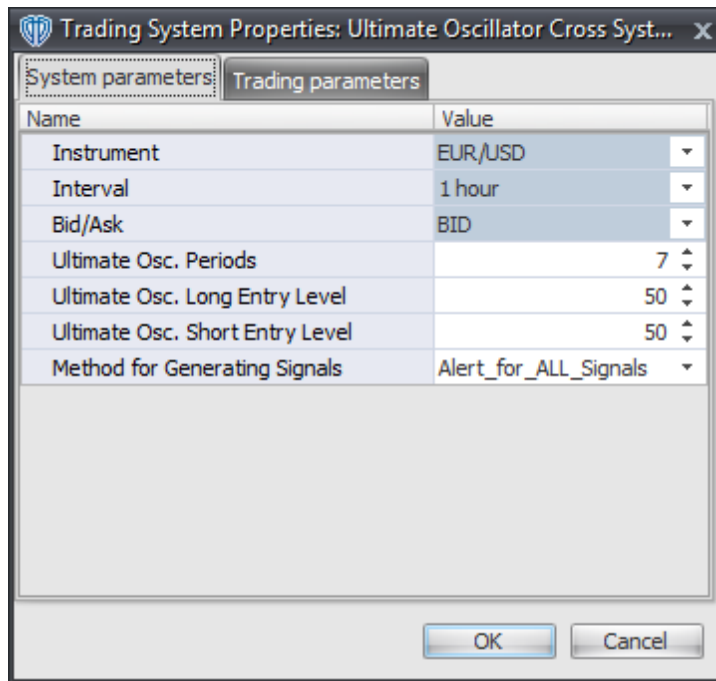 Trading System Properties: Ultimate Oscillator Cross Syst... x
System parameters Trading parameters
Name Value
Instrument EUR/USD
Interval 1 hour
Bid/Ask BID
Ultimate Osc. Periods 7
Ultimate Osc. Long Entry Level 50
Ultimate Osc. Short Entry Level 50
Method for Generating Signals Alert_for_ALL_Signals
OK Cancel